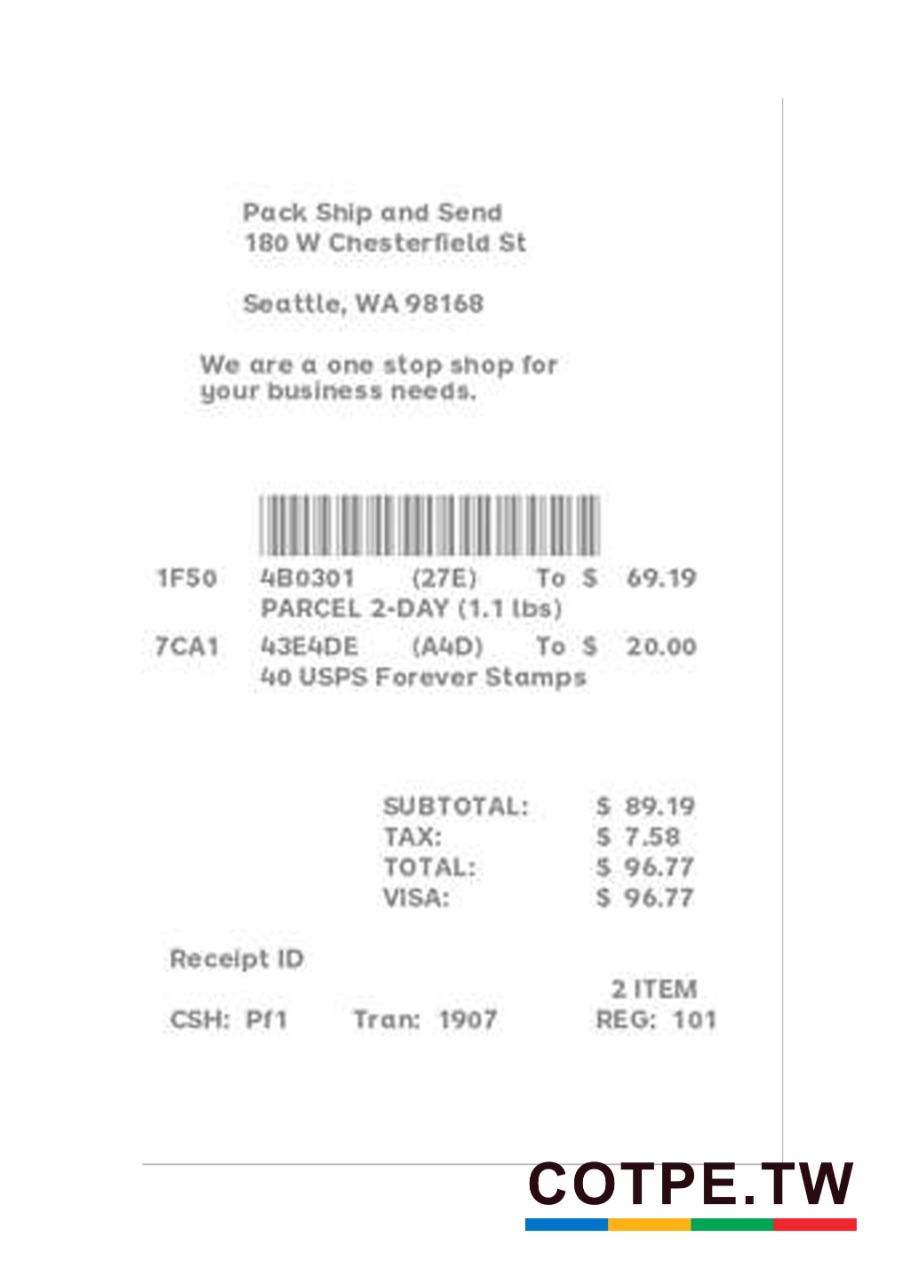 Pack Ship and Send
180 W Chesterfield St
Seattle, WA 98168
We are a one stop shop for
your business needs.
1F50 4B0301 (27E) To $ 69.19
PARCEL 2-DAY (1.1 lbs)
7CA1 43E4DE (A4D) To $ 20.00
40 USPS Forever Stamps
SUBTOTAL: $ 89.19
TAX: $ 7.58
TOTAL: $ 96.77
VISA: $ 96.77
Receipt ID
2 ITEM
CSH: Pf1 Tran: 1907 REG: 101
COTPE.TW